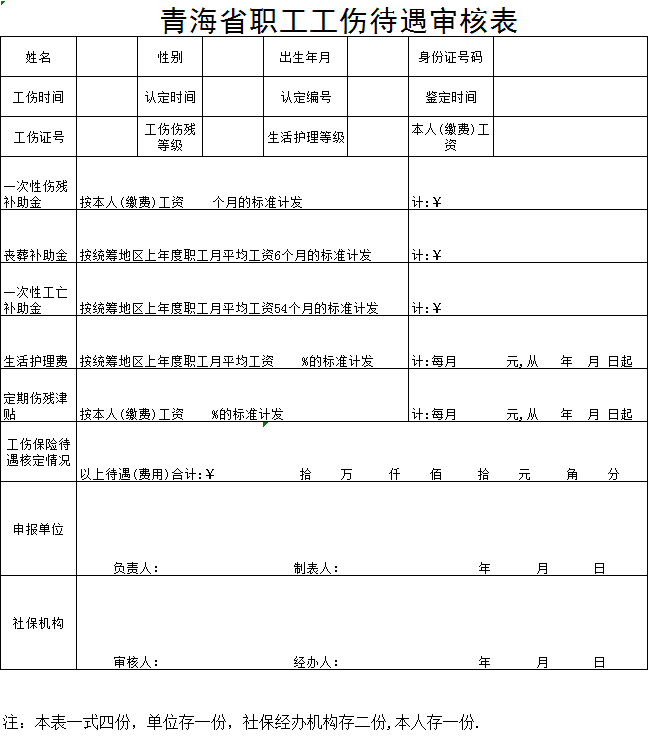 青海省职工工伤待遇审核表
姓名 性别 出生年月 身份证号码
工伤时间 认定时间 认定编号 鉴定时间
工伤证号 工伤伤残等级 生活护理等级 本人(缴费)工资
一次性伤残补助金 按本人(缴费)工资 个月的标准计发 计:￥
丧葬补助金 按统筹地区上年度职工月平均工资6个月的标准计发 计:￥
一次性工亡补助金 按统筹地区上年度职工月平均工资54个月的标准计发 计:￥
生活护理费 按统筹地区上年度职工月平均工资 %的标准计发 计:每月 元,从 年 月 日起
定期伤残津贴 按本人(缴费)工资 %的标准计发 计:每月 元,从 年 月 日起
工伤保险待遇核定情况 以上待遇(费用)合计:￥ 拾 万 仟 佰 拾 元 角 分
申报单位
负责人: 制表人: 年 月 日
社保机构
审核人: 经办人: 年 月 日
注: 本表一式四份，单位存一份，社保经办机构存二份,本人存一份.